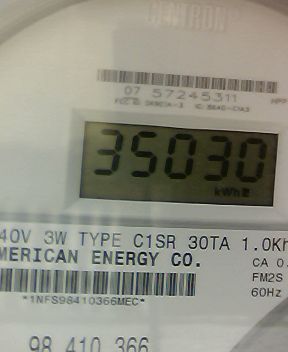 CENTRON
07 57245311
35030
kWh
40V 3W TYPE C1SR 30TA 1.0Kh
MERICAN ENERGY CO.
CA 0.
FM2S
60Hz
*1NFS98410366MEC*
98 410 366